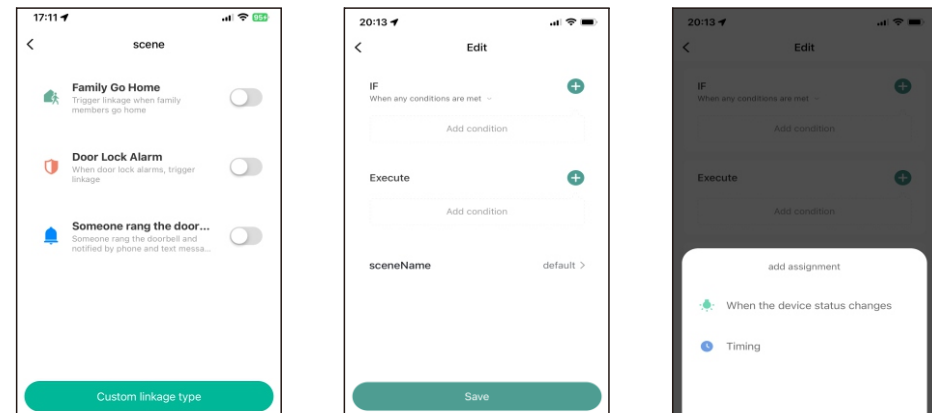 17:11
95
scene
Family Go Home
Trigger linkage when family
members go home
Door Lock Alarm
When door lock alarms, trigger
linkage
Someone rang the door...
Someone rang the doorbell and
notified by phone and text messa...
Custom linkage type
20:13
Edit
IF
When any conditions are met
Add condition
Execute
Add condition
sceneName
default >
Save
20:13
Edit
IF
When any conditions are met
Add condition
Execute
Add condition
add assignment
When the device status changes
Timing